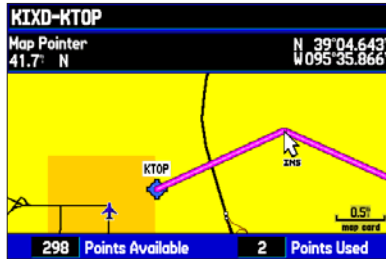 KIXD-KTOP
Map Pointer
N 39°04.643'
41.7° N
W095°35.866'
KTOP
INS
0.5
map card
298 Points Available
2 Points Used